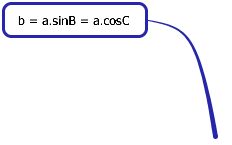 b = a.sinB = a.cosC